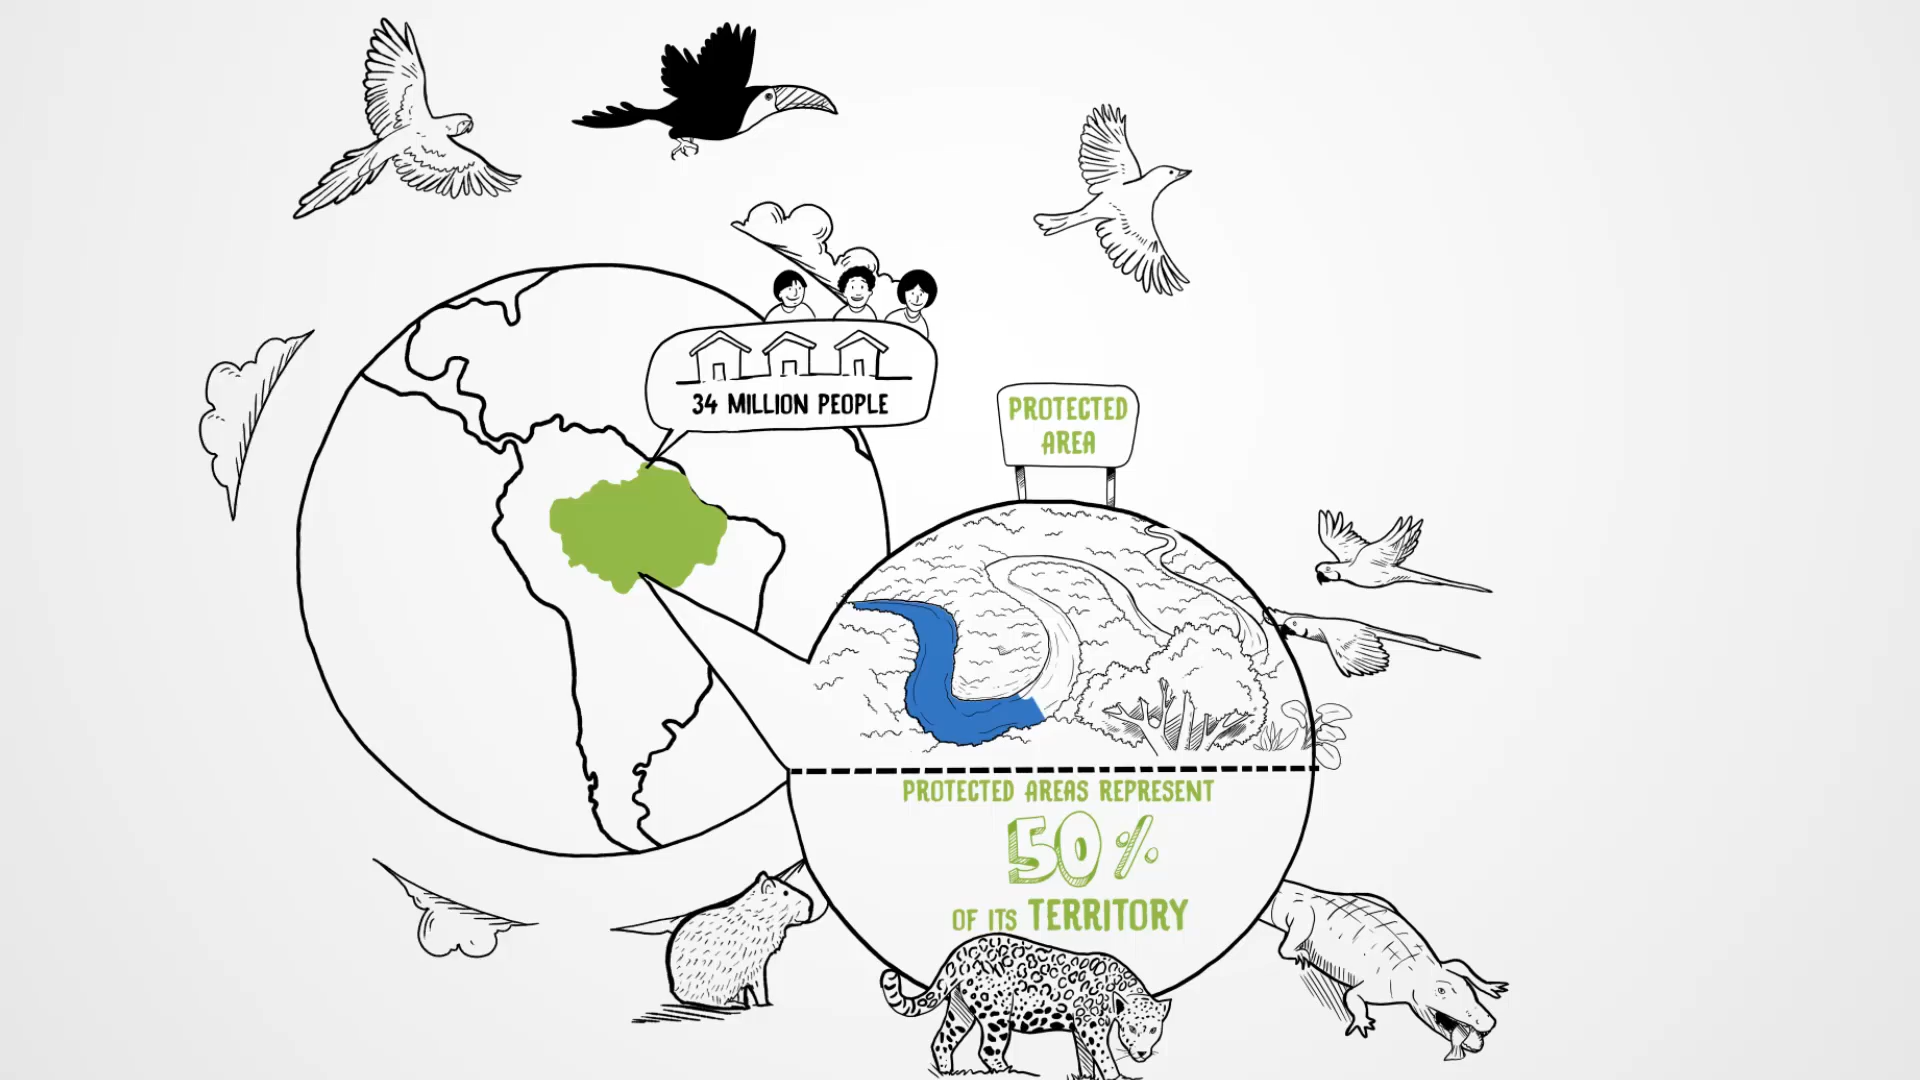 34 MILLION PEOPLE
PROTECTED
AREA
PROTECTED AREAS REPRESENT
50%
OF ITS TERRITORY